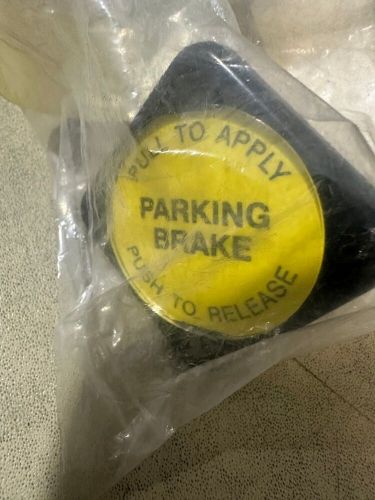 PULL TO APPLY
PARKING
BRAKE
PUSH TO RELEASE